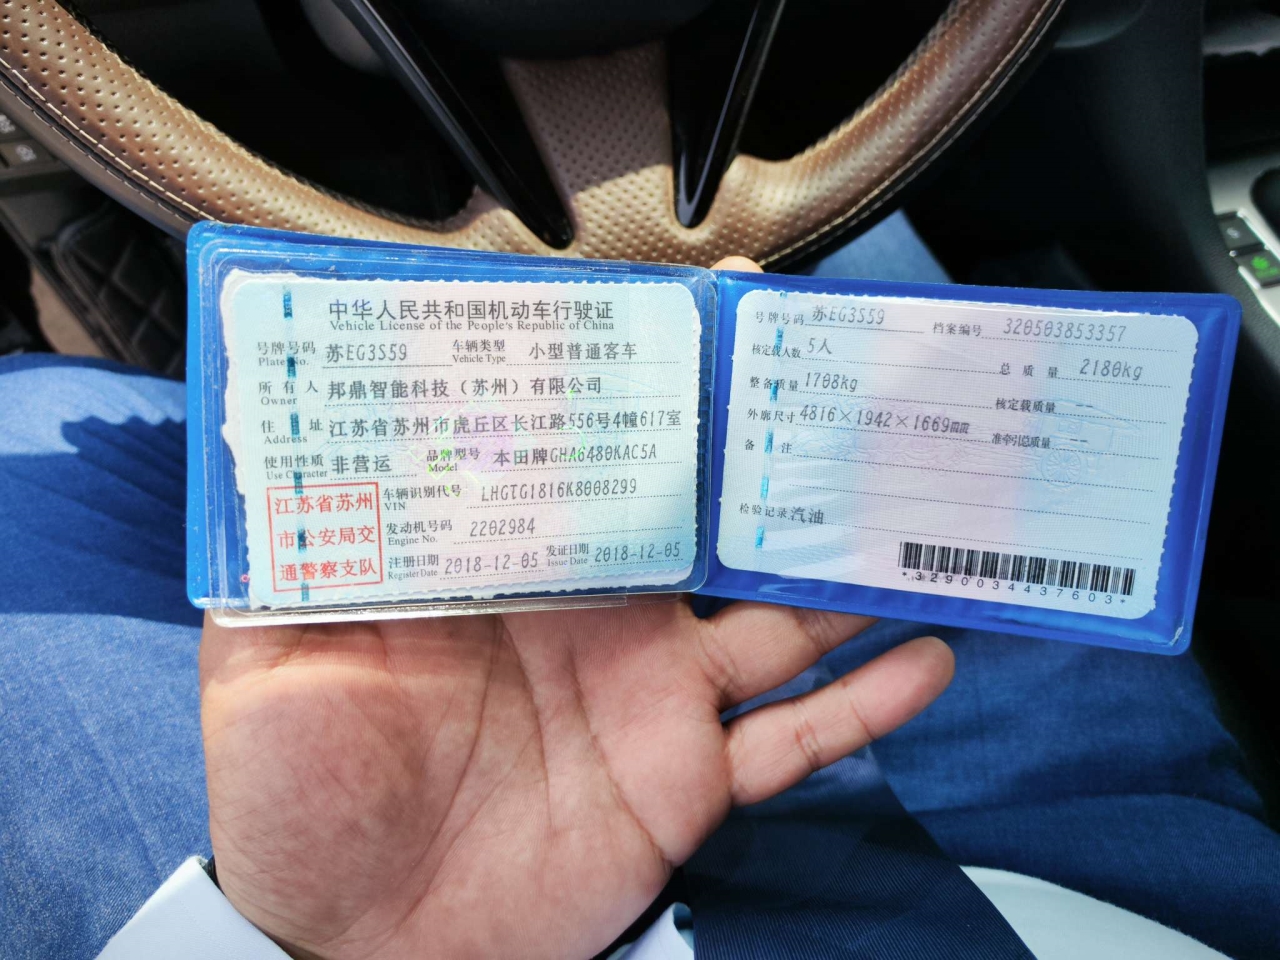 中华人民共和国机动车行驶证
Vehicle License of the People's Republic of China
号牌号码 苏EG3S59 车辆类型 小型普通客车
Plate No. Vehicle Type
所有人 邦鼎智能科技（苏州）有限公司
Owner
住址 江苏省苏州市虎丘区长江路556号4幢617室
Address
使用性质 非营运 品牌型号 本田牌GHA6480KAC5A
Use Character Model
江苏省苏州
市公安局交
通警察支队
车辆识别代号 LHGTG1816K8008299
VIN
发动机号码 2202984
Engine No.
注册日期 2018-12-05 发证日期 2018-12-05
Register Date Issue Date
号牌号码 苏EG3S59 档案编号 320503853357
核定载人数 5人 总质量 2180kg
整备质量 1708kg 核定载质量 --
外廓尺寸 4816×1942×1669 准牵引总质量 --
备注
检验记录 汽油
*3290034437603*